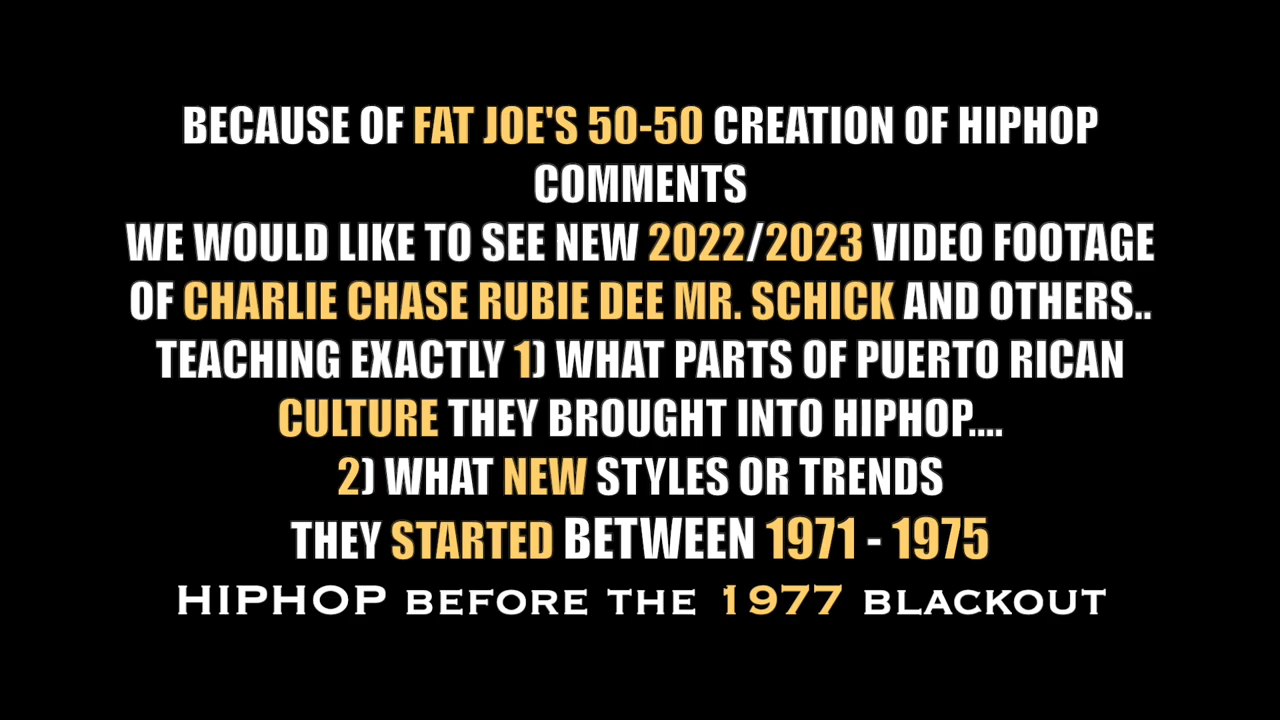 BECAUSE OF FAT JOE'S 50-50 CREATION OF HIPHOP
COMMENTS
WE WOULD LIKE TO SEE NEW 2022/2023 VIDEO FOOTAGE
OF CHARLIE CHASE RUBIE DEE MR. SCHICK AND OTHERS..
TEACHING EXACTLY 1) WHAT PARTS OF PUERTO RICAN
CULTURE THEY BROUGHT INTO HIPHOP....
2) WHAT NEW STYLES OR TRENDS
THEY STARTED BETWEEN 1971 - 1975
HIPHOP BEFORE THE 1977 BLACKOUT